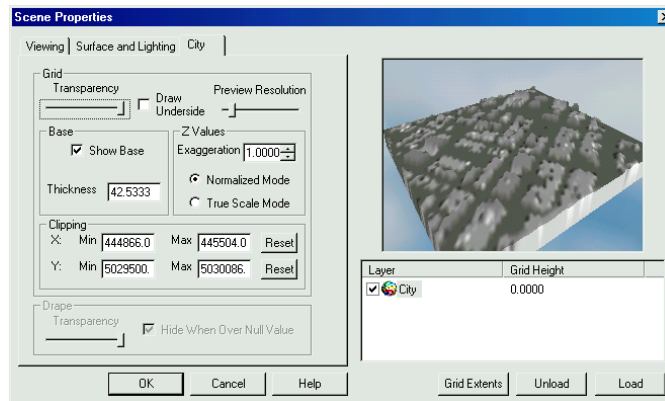 Scene Properties
Viewing Surface and Lighting City
Grid
Transparency
Draw Underside
Preview Resolution
Base
Show Base
Thickness 42.5333
Z Values
Exaggeration 1.0000
Normalized Mode
True Scale Mode
Clipping
X: Min 444866.0 Max 445504.0 Reset
Y: Min 5029500. Max 5030086. Reset
Drape
Transparency
Hide When Over Null Value
Layer Grid Height
City 0.0000
OK Cancel Help Grid Extents Unload Load